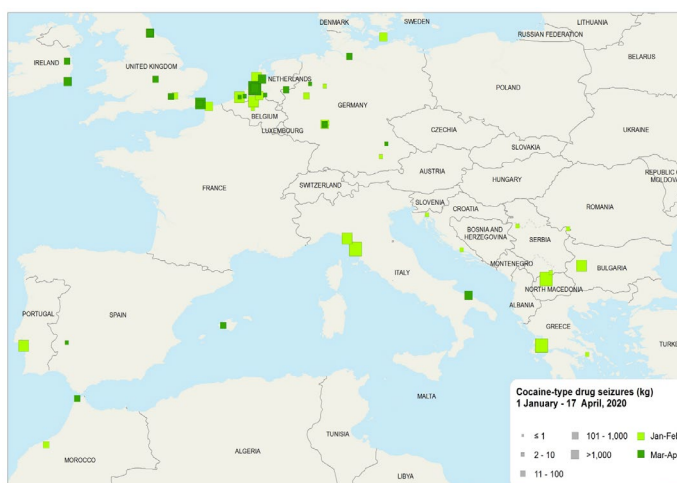 DENMARK
SWEDEN
LITHUANIA
RUSSIAN FEDERATION
BELARUS
IRELAND
UNITED KINGDOM
NETHERLANDS
POLAND
GERMANY
BELGIUM
LUXEMBOURG
CZECHIA
UKRAINE
SLOVAKIA
FRANCE
AUSTRIA
HUNGARY
REPUBLIC O
MOLDOV
SWITZERLAND
SLOVENIA
CROATIA
ROMANIA
BOSNIA AND
HERZEGOVINA
SERBIA
ITALY
MONTENEGRO
BULGARIA
NORTH MACEDONIA
ALBANIA
PORTUGAL
SPAIN
GREECE
TURKE
MALTA
ALGERIA
TUNISIA
MOROCCO
LIBYA
Cocaine-type drug seizures (kg)
1 January - 17 April, 2020
≤ 1 101 - 1,000 Jan-Fe
2 - 10 >1,000 Mar-Ap
11 - 100